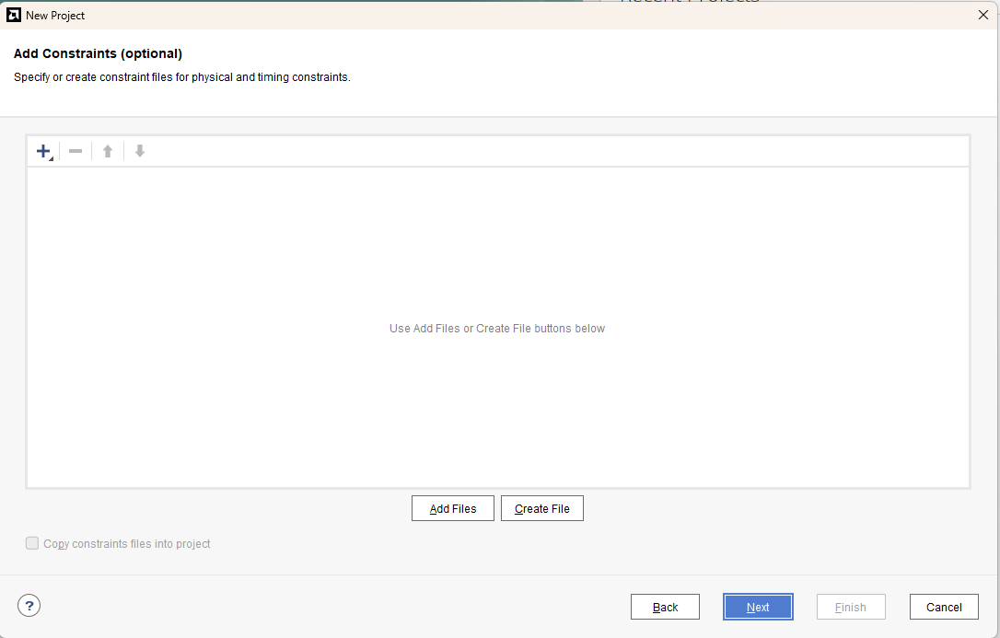 New Project
Add Constraints (optional)
Specify or create constraint files for physical and timing constraints.
Use Add Files or Create File buttons below
Add Files
Create File
Copy constraints files into project
?
Back
Next
Finish
Cancel